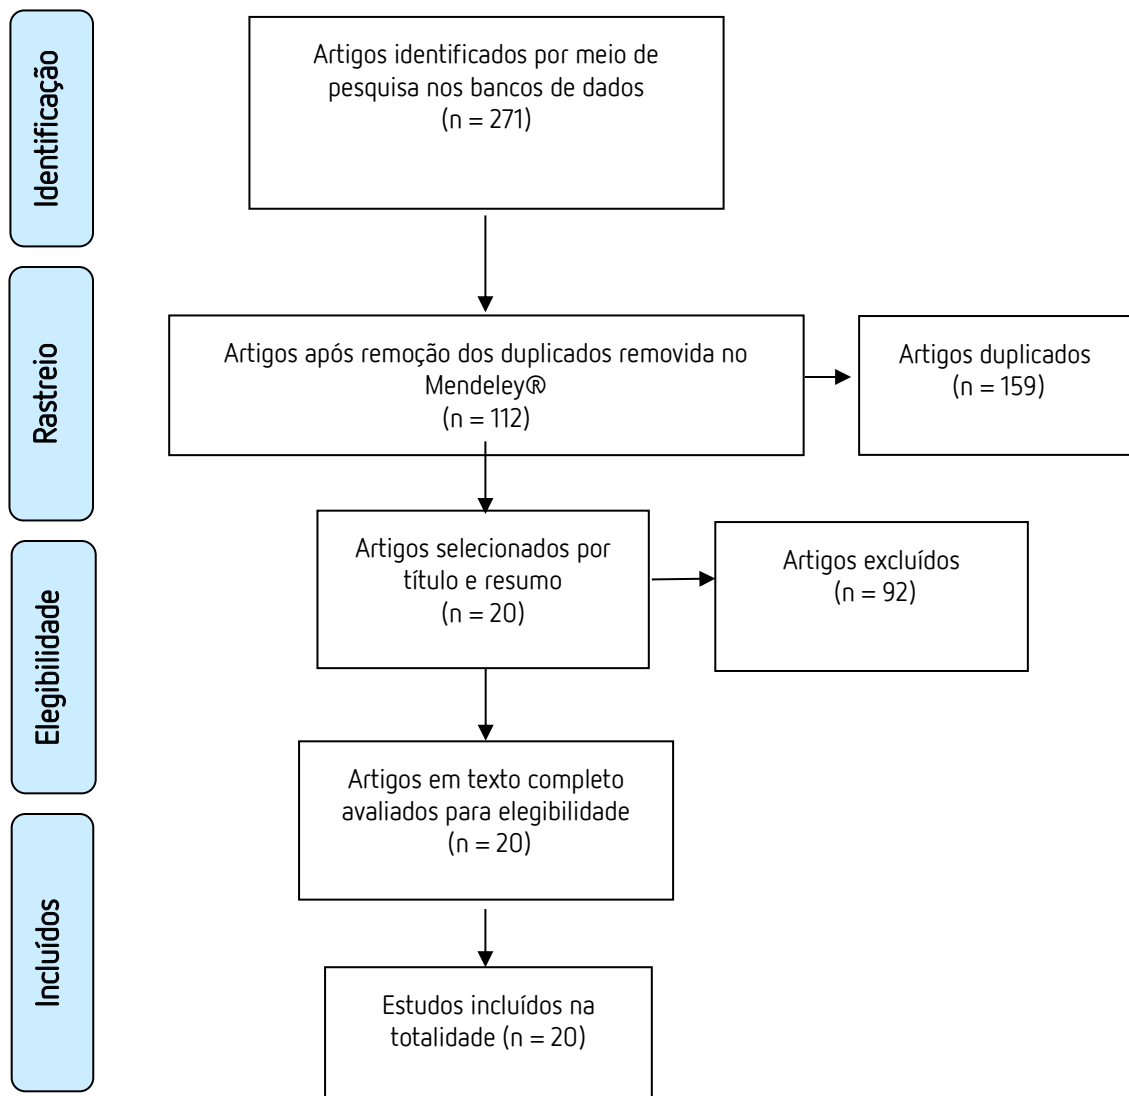 Identificação
Artigos identificados por meio de
pesquisa nos bancos de dados
(n = 271)
Rastreio
Artigos após remoção dos duplicados removida no
Mendeley®
(n = 112)
Artigos duplicados
(n = 159)
Elegibilidade
Artigos selecionados por
título e resumo
(n = 20)
Artigos excluídos
(n = 92)
Artigos em texto completo
avaliados para elegibilidade
(n = 20)
Incluídos
Estudos incluídos na
totalidade (n = 20)